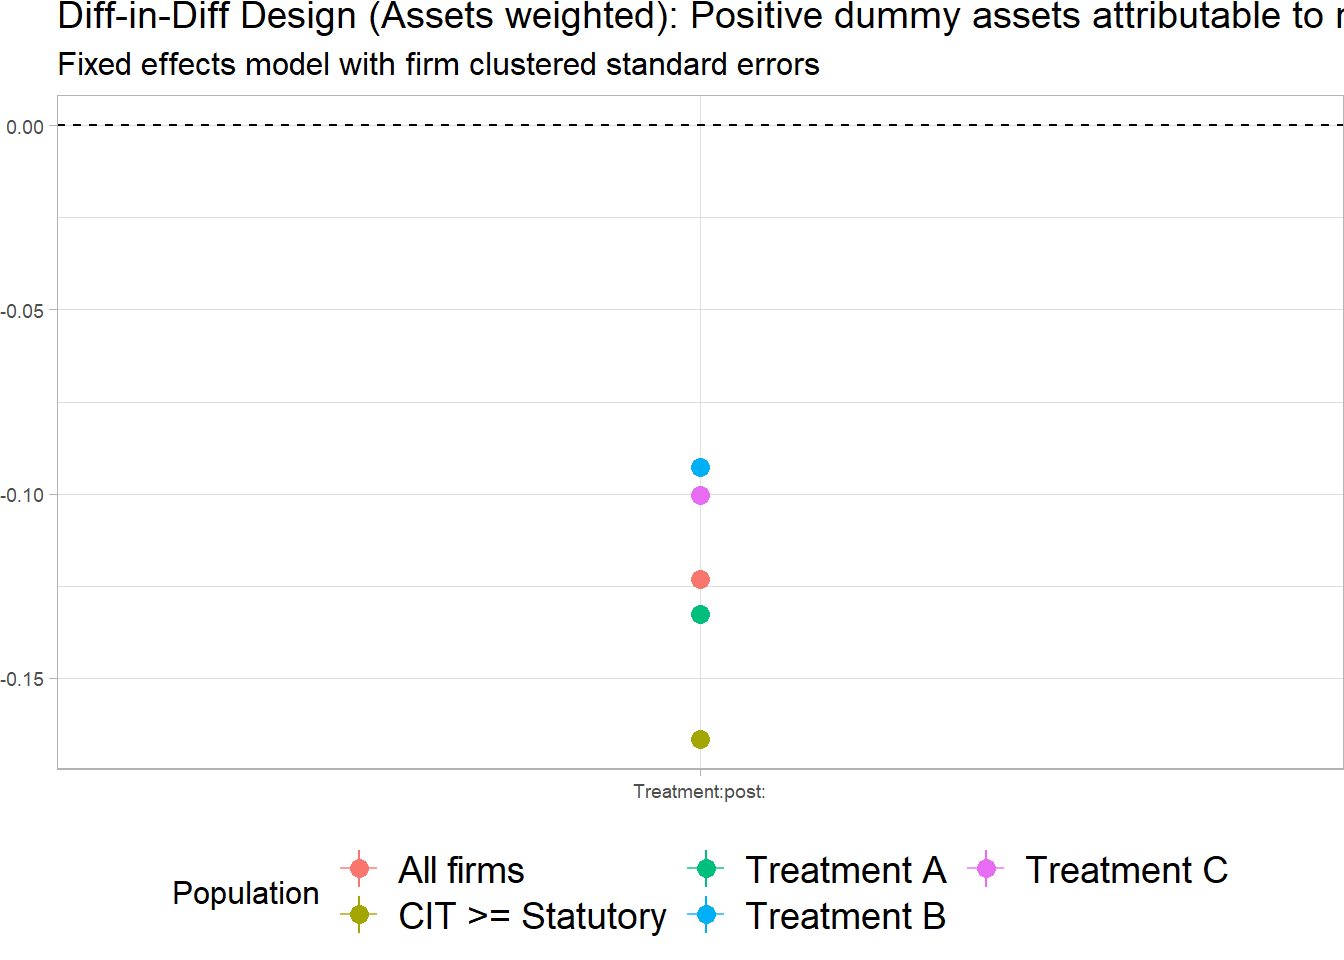 Diff-in-Diff Design (Assets weighted): Positive dummy assets attributable to
Fixed effects model with firm clustered standard errors
0.00
-0.05
-0.10
-0.15
Treatment:post:
Population
All firms
Treatment A
Treatment C
CIT >= Statutory
Treatment B